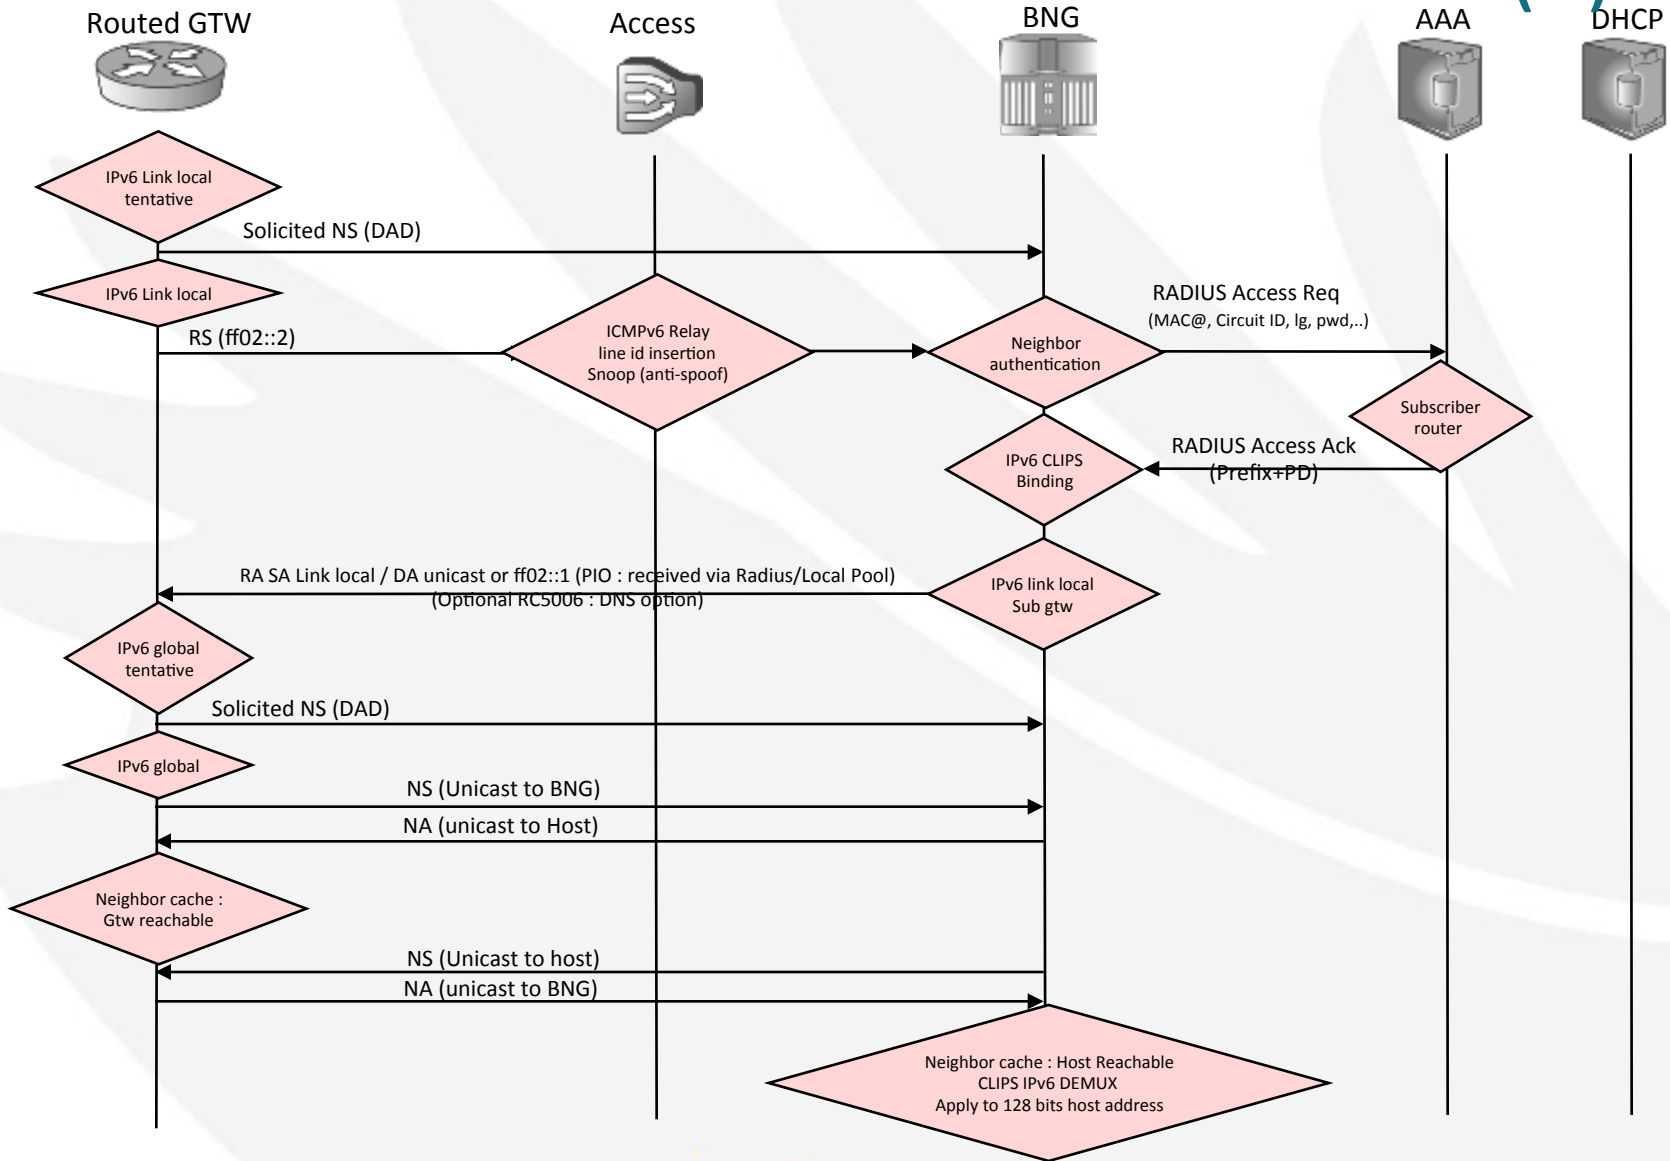 Routed GTW
Access
BNG
AAA
DHCP
IPv6 Link local
tentative
Solicited NS (DAD)
IPv6 Link local
RS (ff02::2)
ICMPv6 Relay
line id insertion
Snoop (anti-spoof)
Neighbor
authentication
RADIUS Access Req
(MAC@, Circuit ID, lg, pwd,..)
Subscriber
router
RADIUS Access Ack
(Prefix+PD)
IPv6 CLIPS
Binding
RA SA Link local / DA unicast or ff02::1 (PIO : received via Radius/Local Pool)
(Optional RC5006 : DNS option)
IPv6 link local
Sub gtw
IPv6 global
tentative
Solicited NS (DAD)
IPv6 global
NS (Unicast to BNG)
NA (unicast to Host)
Neighbor cache :
Gtw reachable
NS (Unicast to host)
NA (unicast to BNG)
Neighbor cache : Host Reachable
CLIPS IPv6 DEMUX
Apply to 128 bits host address